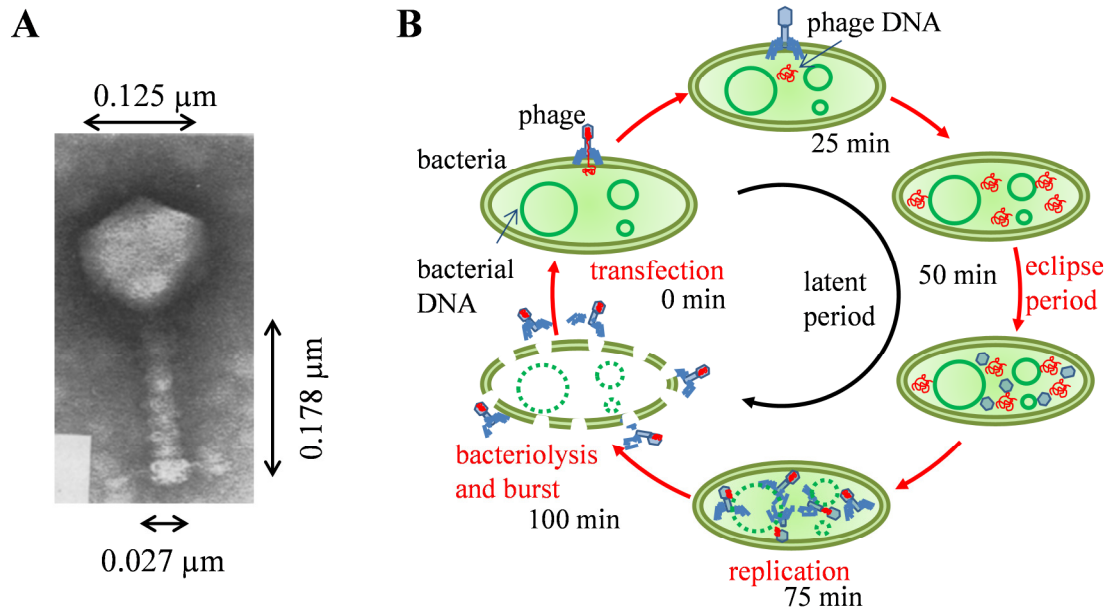 A
0.125 µm
0.178 µm
0.027 µm
B
phage DNA
phage
bacteria
25 min
bacterial
DNA
transfection
0 min
latent
period
50 min
eclipse
period
bacteriolysis
and burst
100 min
replication
75 min